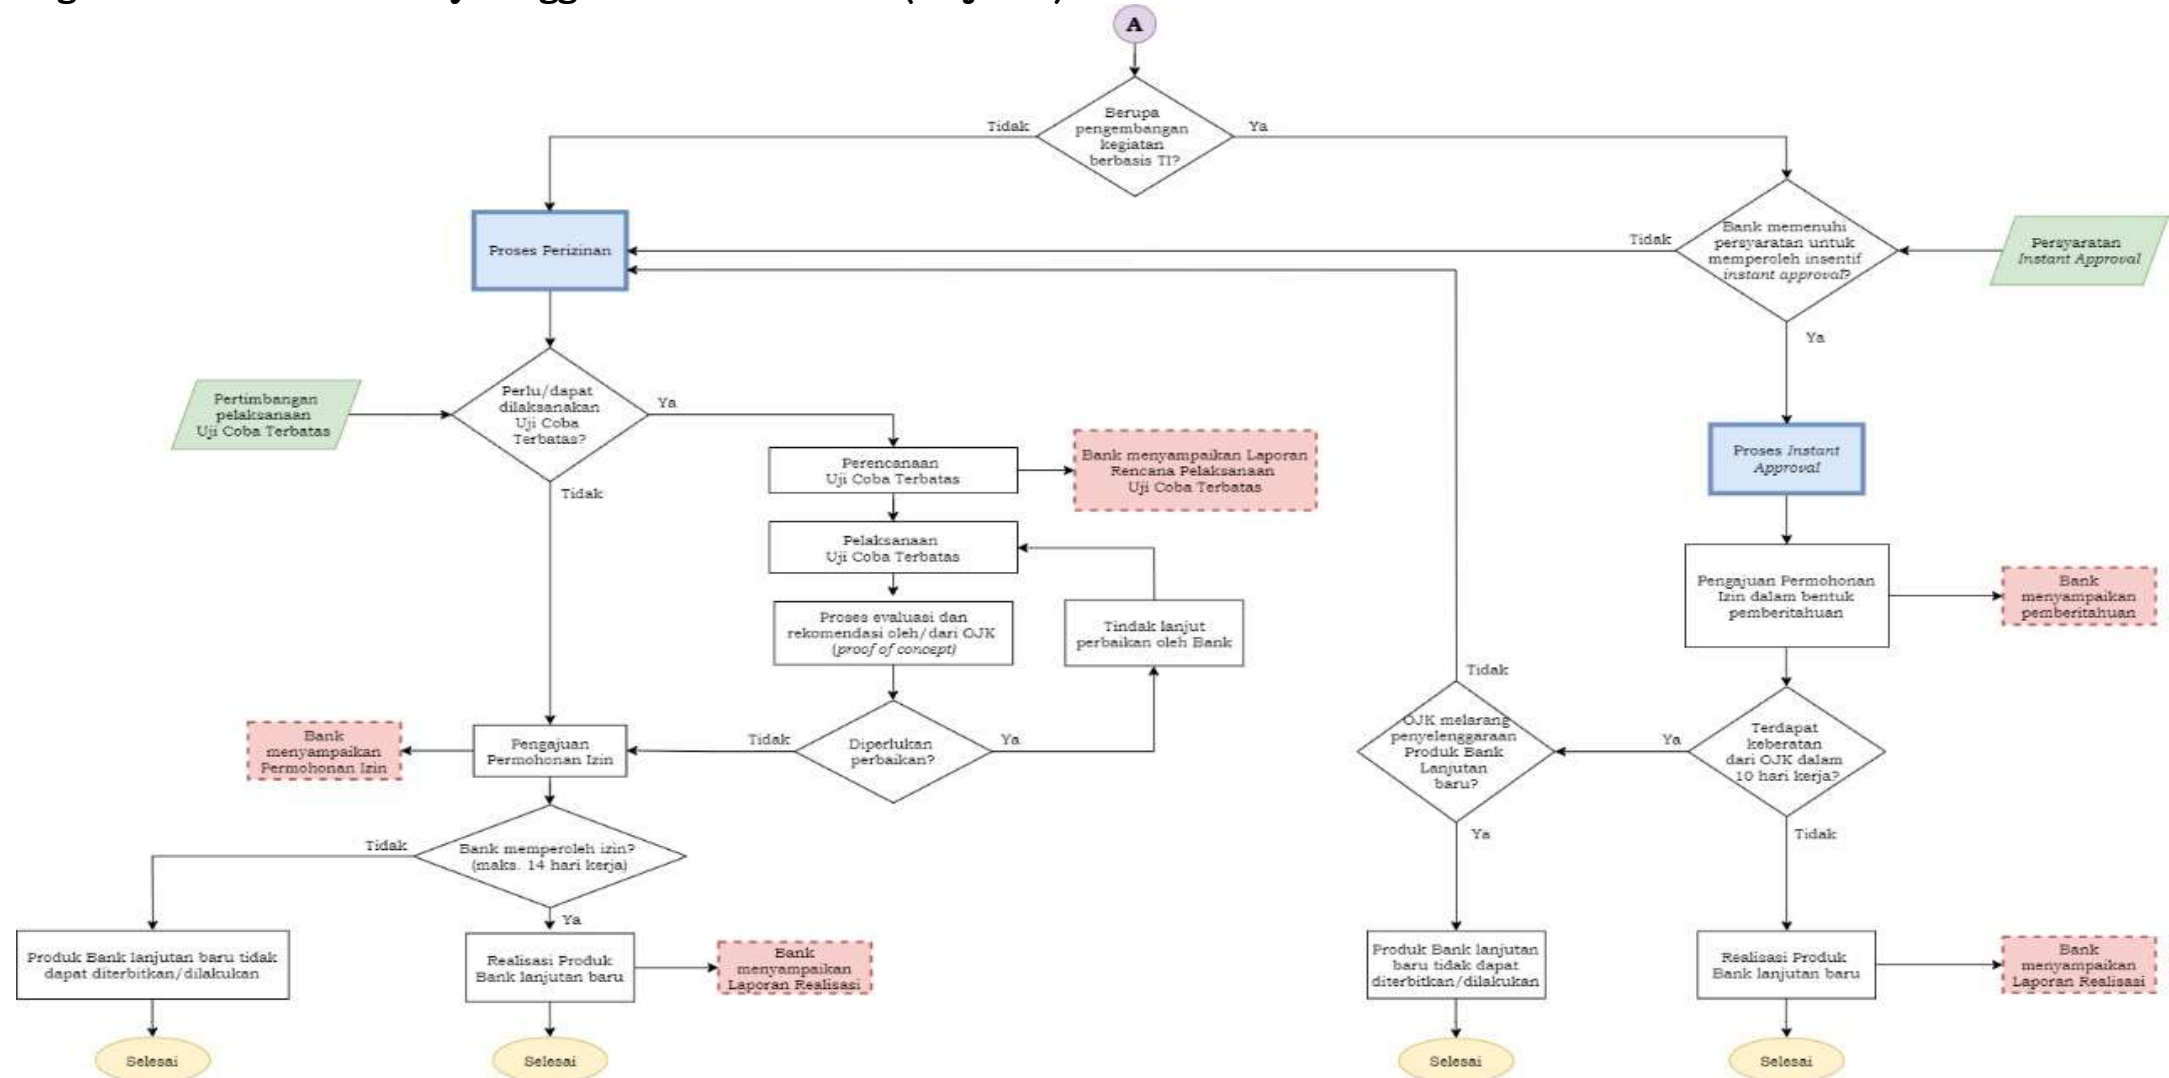 A
Berupa
pengembangan
kegiatan
berbasis TI?
Tidak
Ya
Proses Perizinan
Tidak
Bank memenuhi
persyaratan untuk
memperoleh insentif
instant approval?
Persyaratan
Instant Approval
Ya
Pertimbangan
pelaksanaan
Uji Coba Terbatas
Perlu/dapat
dilaksanakan
Uji Coba
Terbatas?
Ya
Tidak
Perencanaan
Uji Coba Terbatas
Bank menyampaikan Laporan
Rencana Pelaksanaan
Uji Coba Terbatas
Proses Instant
Approval
Pelaksanaan
Uji Coba Terbatas
Proses evaluasi dan
rekomendasi oleh/dari OJK
(proof of concept)
Tindak lanjut
perbaikan oleh Bank
Pengajuan Permohonan
Izin dalam bentuk
pemberitahuan
Bank
menyampaikan
pemberitahuan
Bank
menyampaikan
Permohonan Izin
Pengajuan
Permohonan Izin
Tidak
Diperlukan
perbaikan?
Ya
Tidak
OJK melarang
penyelenggaraan
Produk Bank
Lanjutan
baru?
Ya
Terdapat
keberatan
dari OJK dalam
10 hari kerja?
Ya
Tidak
Tidak
Bank memperoleh izin?
(maks. 14 hari kerja)
Ya
Produk Bank lanjutan baru tidak
dapat diterbitkan/dilakukan
Realisasi Produk
Bank lanjutan baru
Bank
menyampaikan
Laporan Realisasi
Produk Bank lanjutan
baru tidak dapat
diterbitkan/dilakukan
Realisasi Produk
Bank lanjutan baru
Bank
menyampaikan
Laporan Realisasi
Selesai
Selesai
Selesai
Selesai